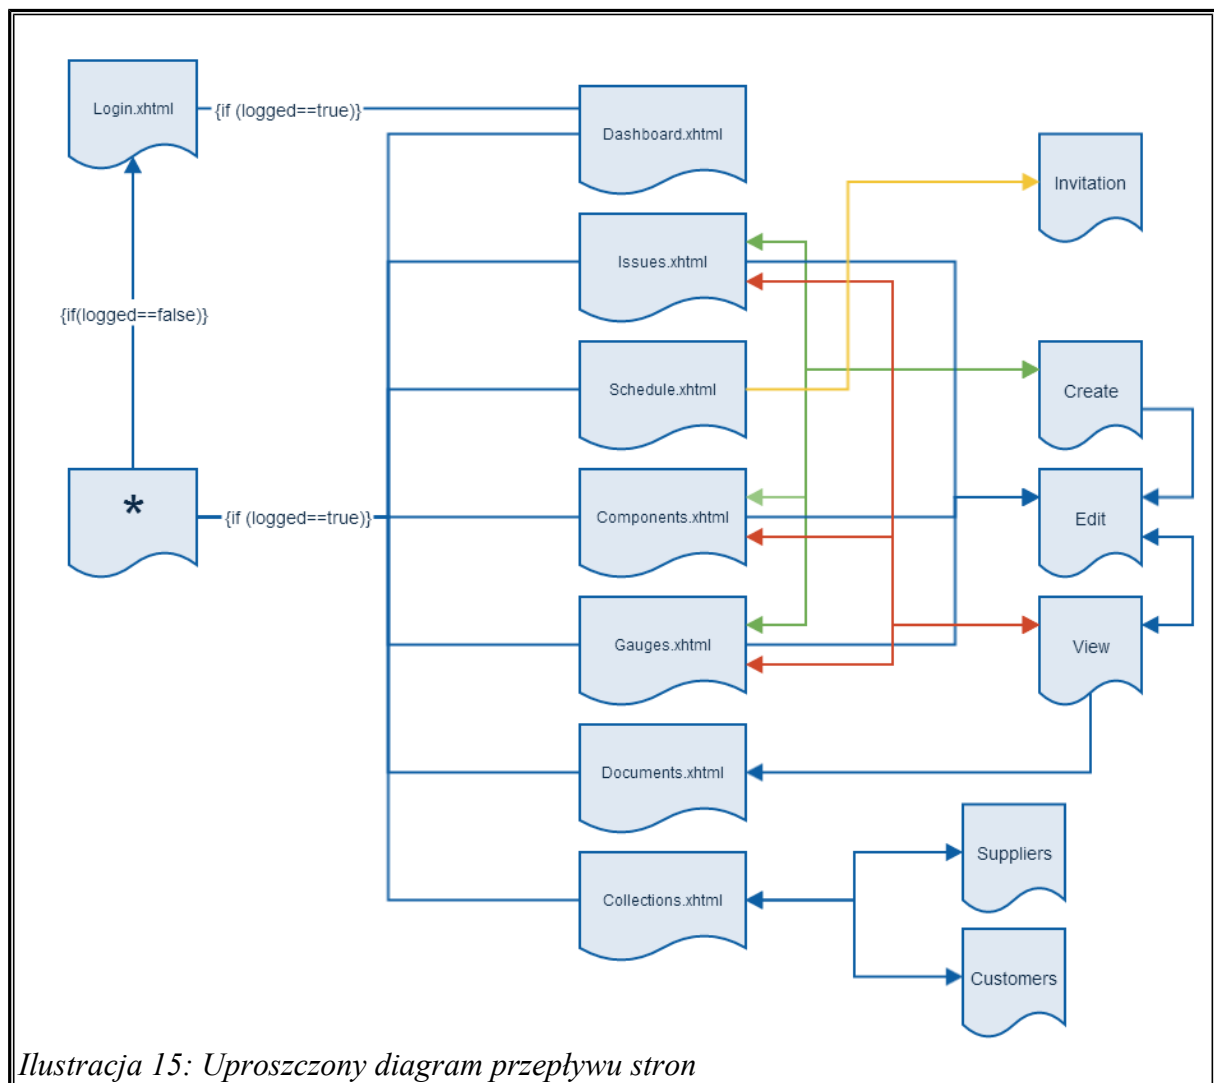 Login.xhtml
{if (logged==true)}
Dashboard.xhtml
Invitation
Issues.xhtml
{if(logged==false)}
Schedule.xhtml
Create
*
{if (logged==true)}
Components.xhtml
Edit
Gauges.xhtml
View
Documents.xhtml
Suppliers
Collections.xhtml
Customers
Ilustracja 15: Uproszczony diagram przepływu stron